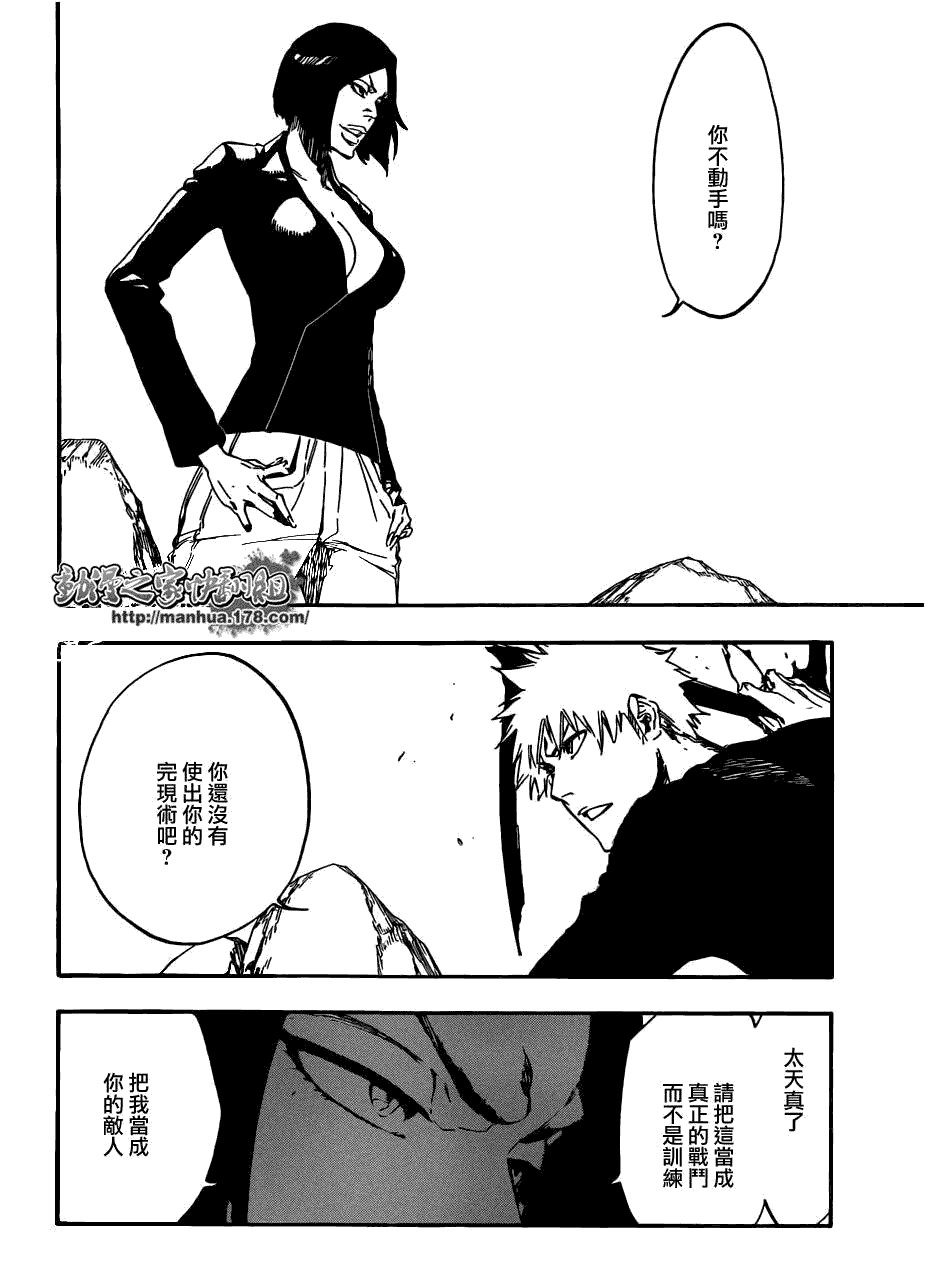 你不動手嗎？
動漫之家快翻組
http://manhua.178.com/
你還沒有
使出你的
完現術吧？
太天真了
請把這當成
真正的戰鬥
而不是訓練
把我當成
你的敵人